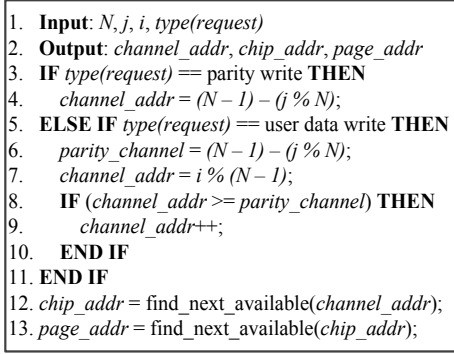 1. Input: N, j, i, type(request)
2. Output: channel_addr, chip_addr, page_addr
3. IF type(request) == parity write THEN
4. channel_addr = (N – 1) – (j % N);
5. ELSE IF type(request) == user data write THEN
6. parity_channel = (N – 1) – (j % N);
7. channel_addr = i % (N – 1);
8. IF (channel_addr >= parity_channel) THEN
9. channel_addr++;
10. END IF
11. END IF
12. chip_addr = find_next_available(channel_addr);
13. page_addr = find_next_available(chip_addr);